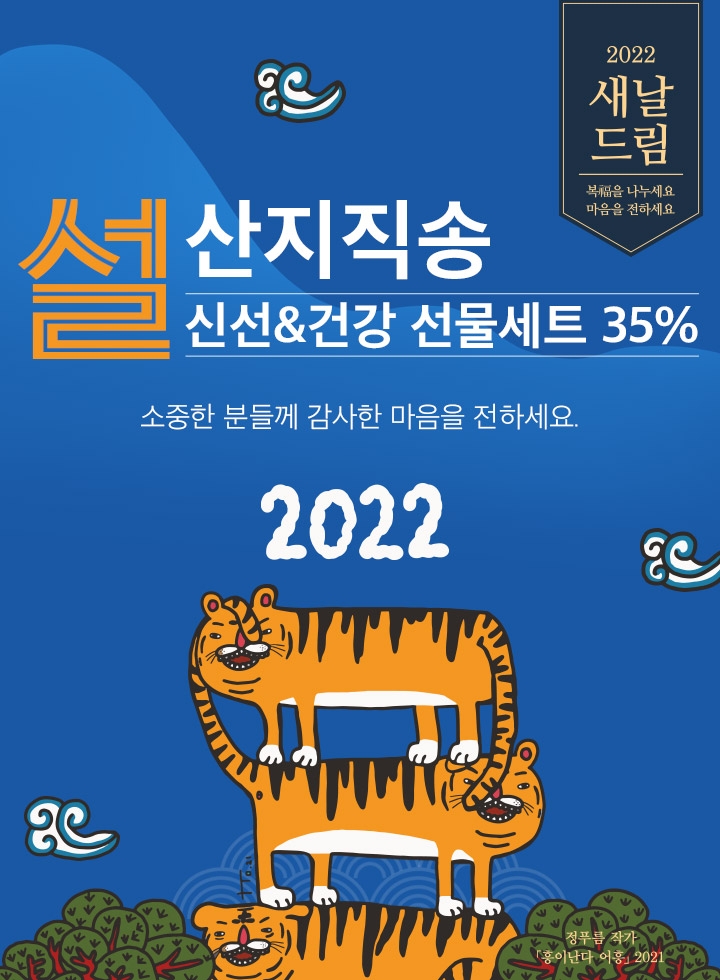 2022
새날
드림
복福을 나누세요
마음을 전하세요
설
산지직송
신선&건강 선물세트 35%
소중한 분들께 감사한 마음을 전하세요.
2022
정푸름 작가
「흥이난다 어흥」 2021